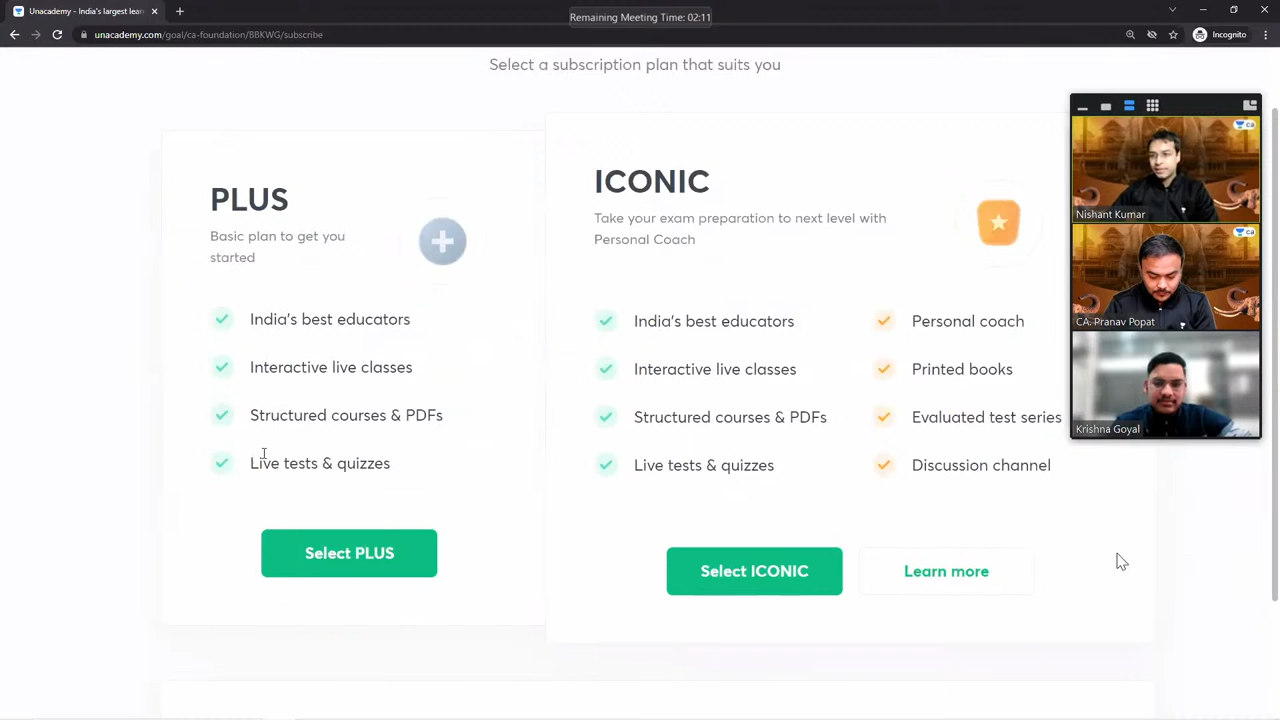 Unacademy - India's largest lear
Remaining Meeting Time: 02:11
unacademy.com/goal/ca-foundation/BBKWG/subscribe
Incognito
Select a subscription plan that suits you
PLUS
Basic plan to get you
started
India's best educators
Interactive live classes
Structured courses & PDFs
Live tests & quizzes
Select PLUS
ICONIC
Take your exam preparation to next level with
Personal Coach
India's best educators
Interactive live classes
Structured courses & PDFs
Live tests & quizzes
Personal coach
Printed books
Evaluated test series
Discussion channel
Select ICONIC
Learn more
ca
Nishant Kumar
ca
CA. Pranav Popat
Krishna Goyal